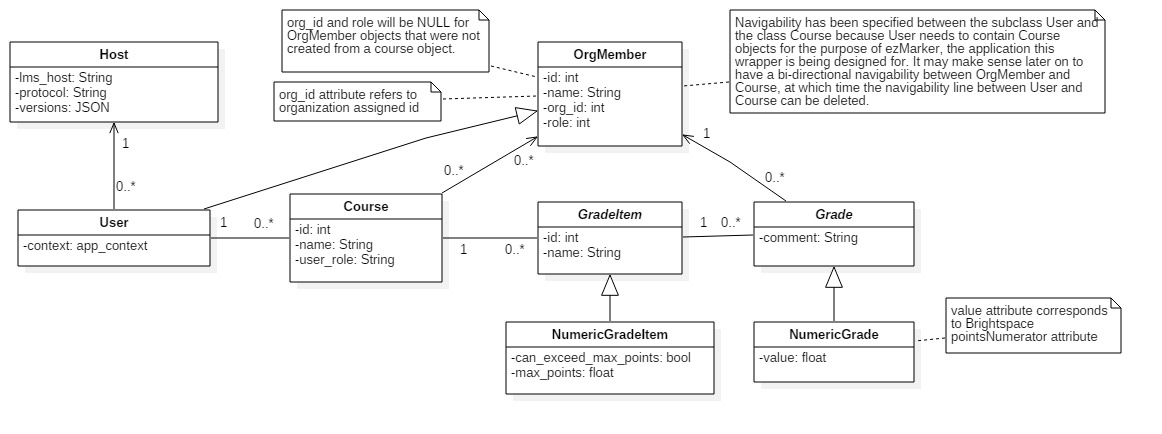 org_id and role will be NULL for
OrgMember objects that were not
created from a course object.
Navigability has been specified between the subclass User and
the class Course because User needs to contain Course
objects for the purpose of ezMarker, the application this
wrapper is being designed for. It may make sense later on to
have a bi-directional navigability between OrgMember and
Course, at which time the navigability line between User and
Course can be deleted.
Host
-lms_host: String
-protocol: String
-versions: JSON
OrgMember
-id: int
-name: String
-org_id: int
-role: int
org_id attribute refers to
organization assigned id
1
0..*
0..*
0..*
1
0..*
User
-context: app_context
1
0..*
Course
-id: int
-name: String
-user_role: String
1
0..*
GradeItem
-id: int
-name: String
1
0..*
Grade
-comment: String
NumericGradeItem
-can_exceed_max_points: bool
-max_points: float
NumericGrade
-value: float
value attribute corresponds
to Brightspace
pointsNumerator attribute